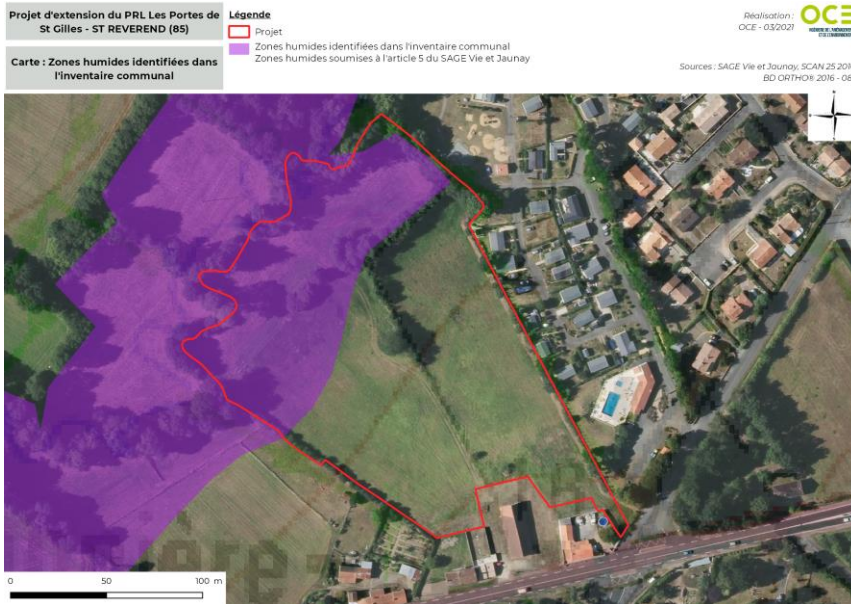 Projet d'extension du PRL Les Portes de
St Gilles - ST REVEREND (85)
Carte : Zones humides identifiées dans
l'inventaire communal
Légende
Projet
Zones humides identifiées dans l'inventaire communal
Zones humides soumises à l'article 5 du SAGE Vie et Jaunay
Réalisation :
OCE - 03/2021
OCE
Sources : SAGE Vie et Jaunay, SCAN 25 201
BD ORTHO® 2016 - 08
0 50 100 m